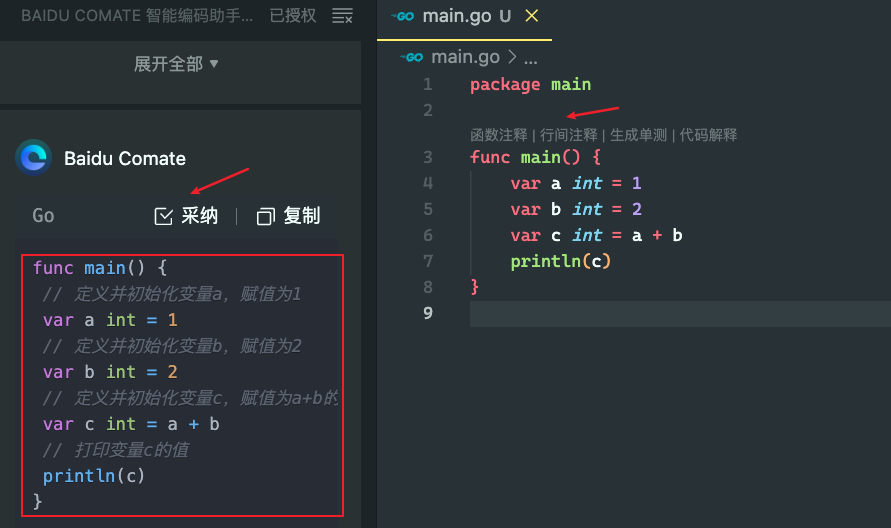 BAIDU COMATE 智能编码助手... 已授权
展开全部 ▼
Baidu Comate
Go 采纳 | 复制
func main() {
// 定义并初始化变量a, 赋值为1
var a int = 1
// 定义并初始化变量b, 赋值为2
var b int = 2
// 定义并初始化变量c, 赋值为a+b的
var c int = a + b
// 打印变量c的值
println(c)
}
GO main.go U ×
GO main.go > ...
1 package main
2
函数注释 | 行间注释 | 生成单测 | 代码解释
3 func main() {
4 var a int = 1
5 var b int = 2
6 var c int = a + b
7 println(c)
8 }
9